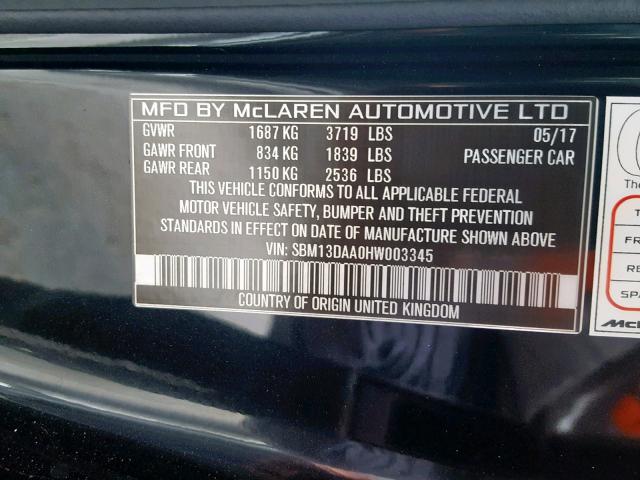 MFD BY McLAREN AUTOMOTIVE LTD
GVWR 1687 KG 3719 LBS 05/17
GAWR FRONT 834 KG 1839 LBS PASSENGER CAR
GAWR REAR 1150 KG 2536 LBS
THIS VEHICLE CONFORMS TO ALL APPLICABLE FEDERAL
MOTOR VEHICLE SAFETY, BUMPER AND THEFT PREVENTION
STANDARDS IN EFFECT ON DATE OF MANUFACTURE SHOWN ABOVE
VIN: SBM13DAA0HW003345
COUNTRY OF ORIGIN UNITED KINGDOM
The